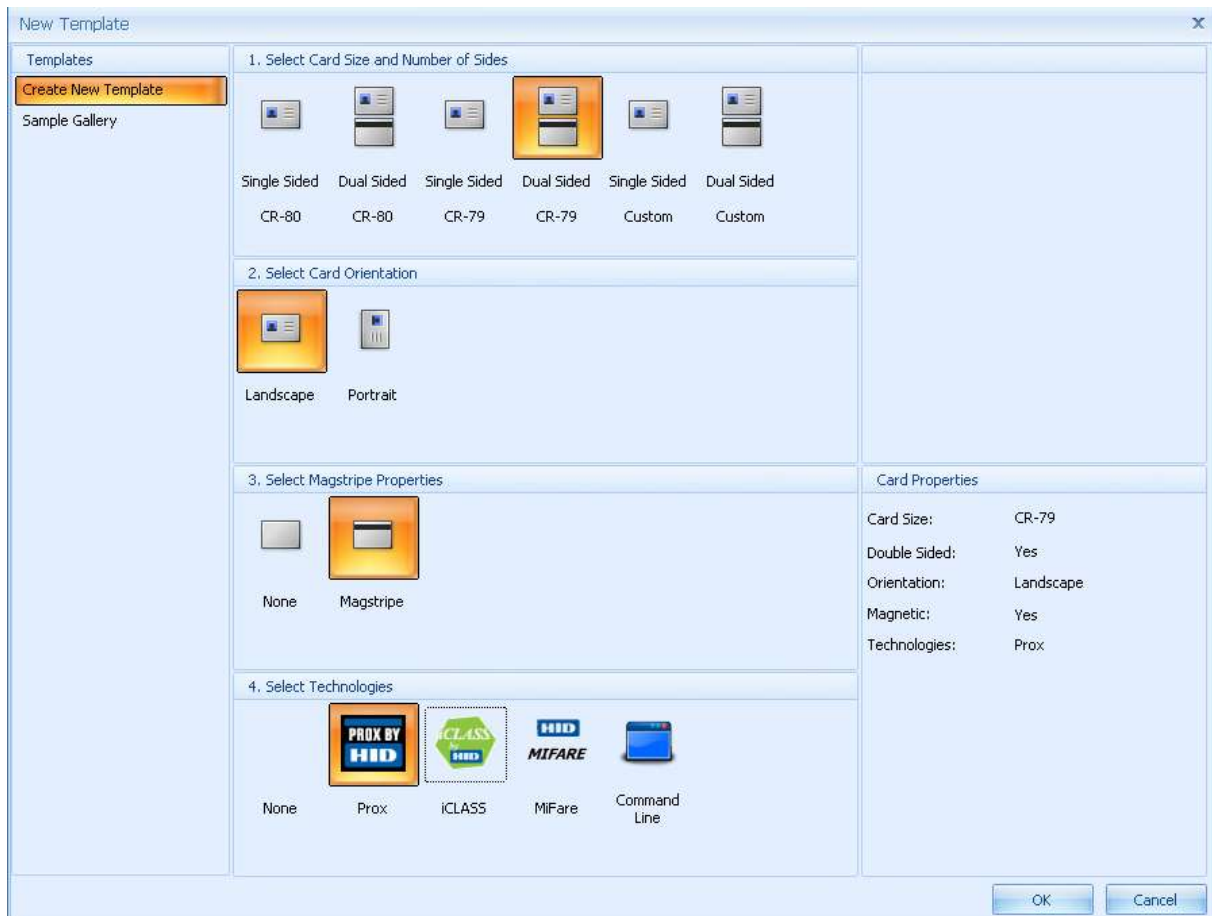 New Template
x
Templates
Create New Template
Sample Gallery
1. Select Card Size and Number of Sides
Single Sided Dual Sided Single Sided Dual Sided Single Sided Dual Sided
CR-80 CR-80 CR-79 CR-79 Custom Custom
2. Select Card Orientation
Landscape Portrait
3. Select Magstripe Properties
None Magstripe
4. Select Technologies
PROX BY
HID
iCLASS
by
HID
HID
MIFARE
None Prox iCLASS MiFare Command
Line
Card Properties
Card Size: CR-79
Double Sided: Yes
Orientation: Landscape
Magnetic: Yes
Technologies: Prox
OK Cancel